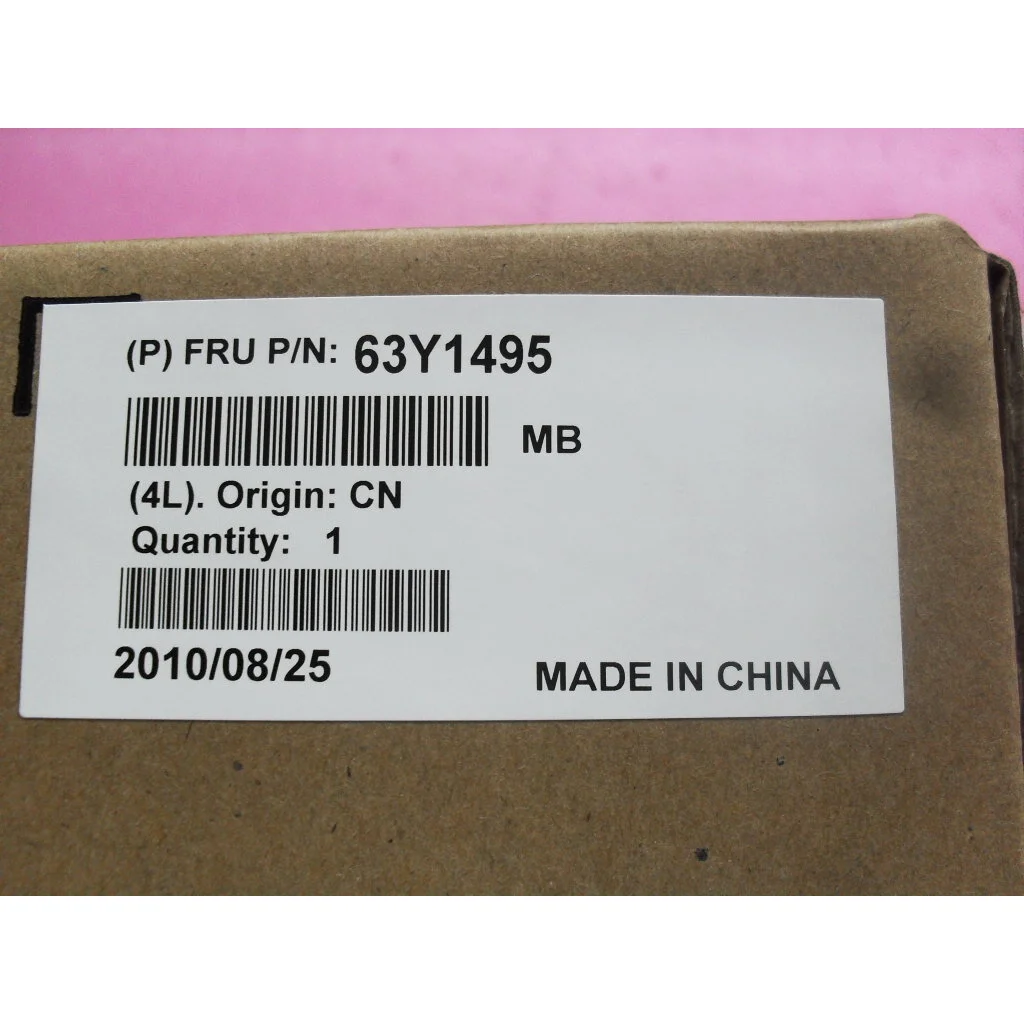 (P) FRU P/N: 63Y1495
MB
(4L). Origin: CN
Quantity: 1
2010/08/25
MADE IN CHINA